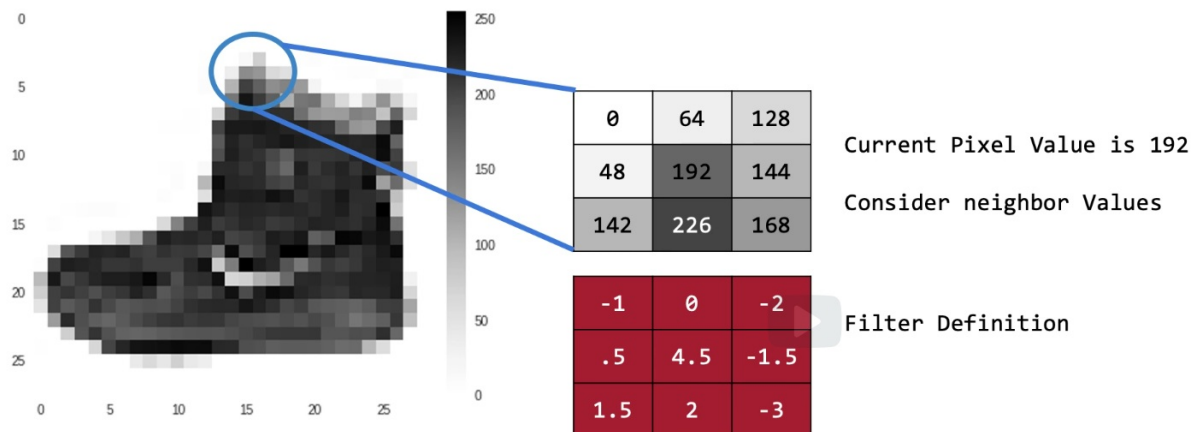 0
5
10
15
20
25
0 5 10 15 20 25
250
200
150
100
50
0
0 64 128
48 192 144
142 226 168
Current Pixel Value is 192
Consider neighbor Values
-1 0 -2
.5 4.5 -1.5
1.5 2 -3
Filter Definition